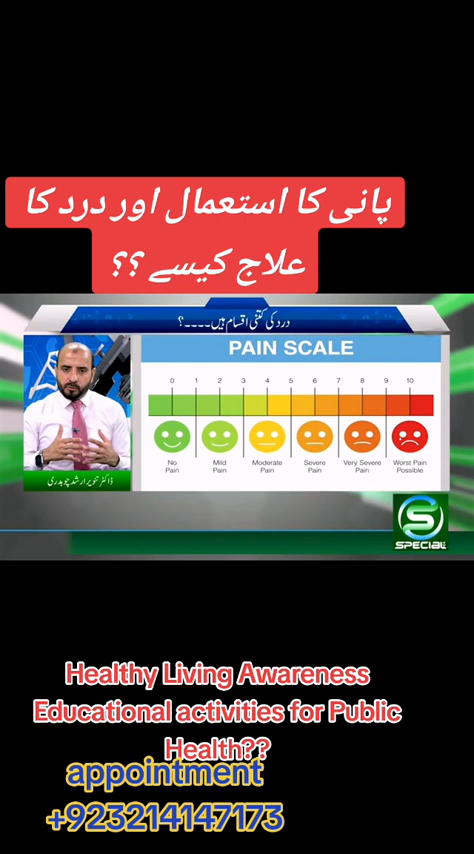 پانی کا استعمال اور درد کا
علاج کیسے ؟؟
درد کی کتنی اقسام ہیں۔۔۔۔؟
PAIN SCALE
0 1 2 3 4 5 6 7 8 9 10
No Pain
Mild Pain
Moderate Pain
Severe Pain
Very Severe Pain
Worst Pain Possible
ڈاکٹر تنویر ارشد چوہدری
S
SPECIAL
Healthy Living Awareness
Educational activities for Public
Health??
appointment
+923214147173